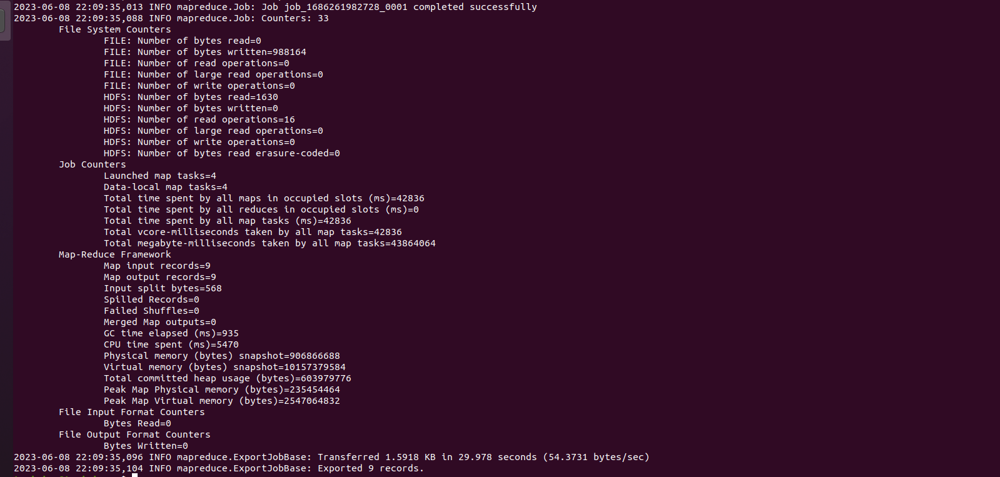 2023-06-08 22:09:35,013 INFO mapreduce.Job: Job job_1686261982728_0001 completed successfully
2023-06-08 22:09:35,088 INFO mapreduce.Job: Counters: 33
File System Counters
FILE: Number of bytes read=0
FILE: Number of bytes written=988164
FILE: Number of read operations=0
FILE: Number of large read operations=0
FILE: Number of write operations=0
HDFS: Number of bytes read=1630
HDFS: Number of bytes written=0
HDFS: Number of read operations=16
HDFS: Number of large read operations=0
HDFS: Number of write operations=0
HDFS: Number of bytes read erasure-coded=0
Job Counters
Launched map tasks=4
Data-local map tasks=4
Total time spent by all maps in occupied slots (ms)=42836
Total time spent by all reduces in occupied slots (ms)=0
Total time spent by all map tasks (ms)=42836
Total vcore-milliseconds taken by all map tasks=42836
Total megabyte-milliseconds taken by all map tasks=43864064
Map-Reduce Framework
Map input records=9
Map output records=9
Input split bytes=568
Spilled Records=0
Failed Shuffles=0
Merged Map outputs=0
GC time elapsed (ms)=935
CPU time spent (ms)=5470
Physical memory (bytes) snapshot=906866688
Virtual memory (bytes) snapshot=10157379584
Total committed heap usage (bytes)=603979776
Peak Map Physical memory (bytes)=235454464
Peak Map Virtual memory (bytes)=2547064832
File Input Format Counters
Bytes Read=0
File Output Format Counters
Bytes Written=0
2023-06-08 22:09:35,096 INFO mapreduce.ExportJobBase: Transferred 1.5918 KB in 29.978 seconds (54.3731 bytes/sec)
2023-06-08 22:09:35,104 INFO mapreduce.ExportJobBase: Exported 9 records.